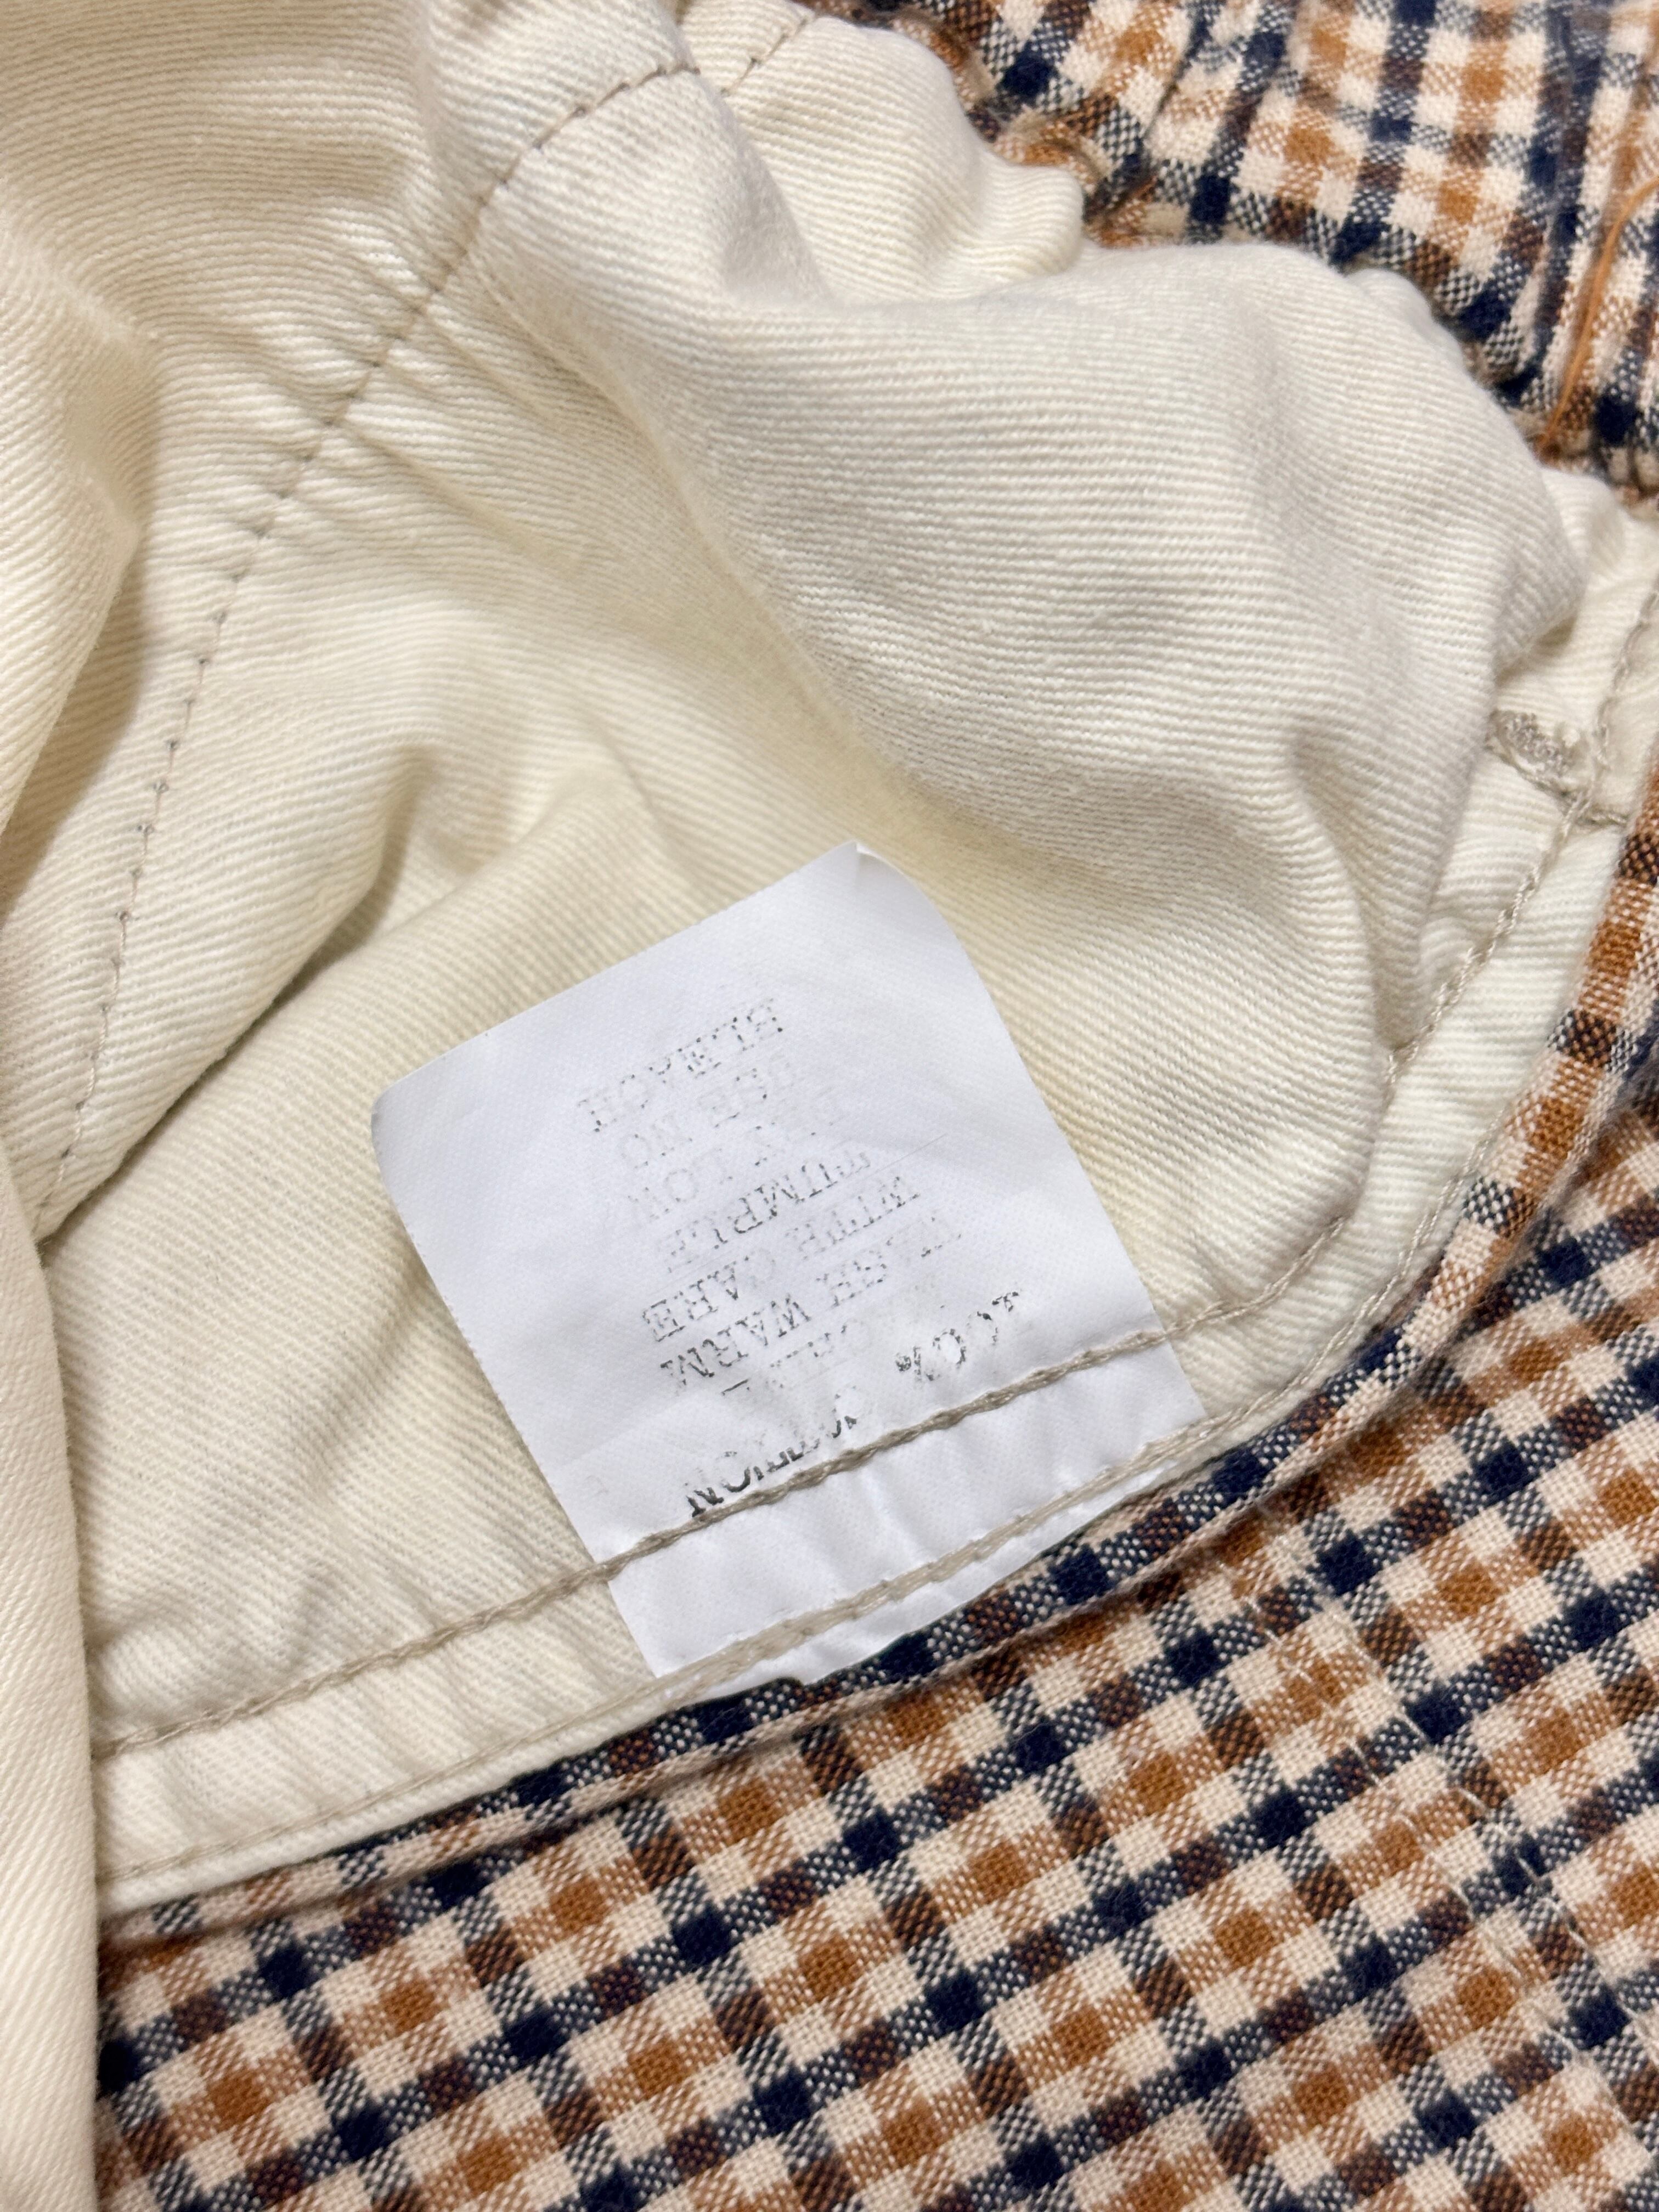 100% COTTON
WASH WARM
WITH CARE
TUMBLE
DRY LOW
USE NO
BLEACH